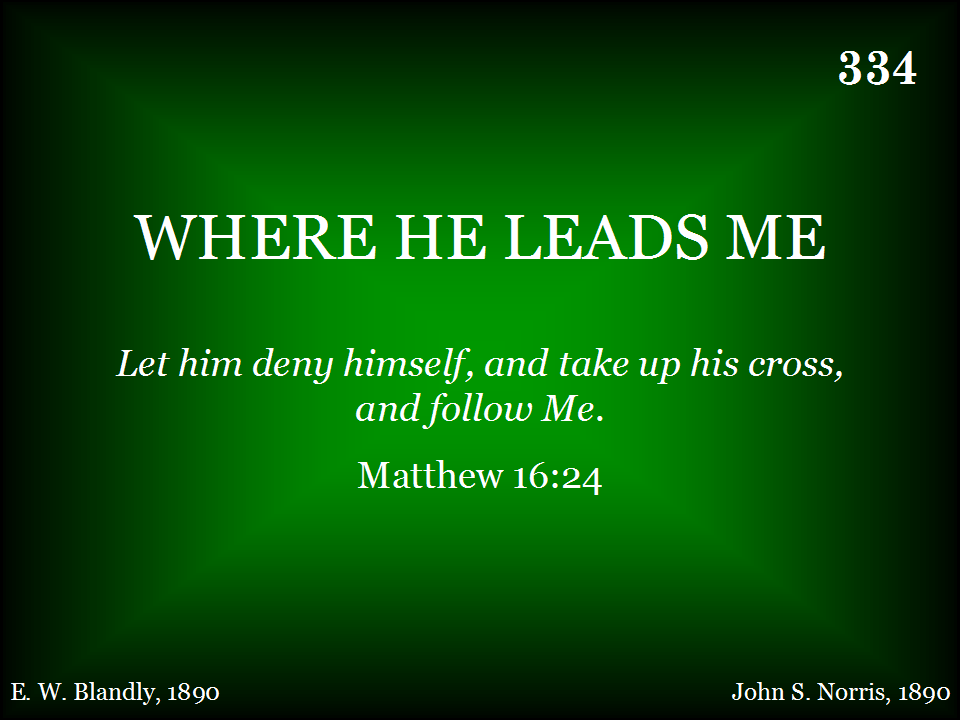 334
WHERE HE LEADS ME
Let him deny himself, and take up his cross,
and follow Me.
Matthew 16:24
E. W. Blandly, 1890
John S. Norris, 1890